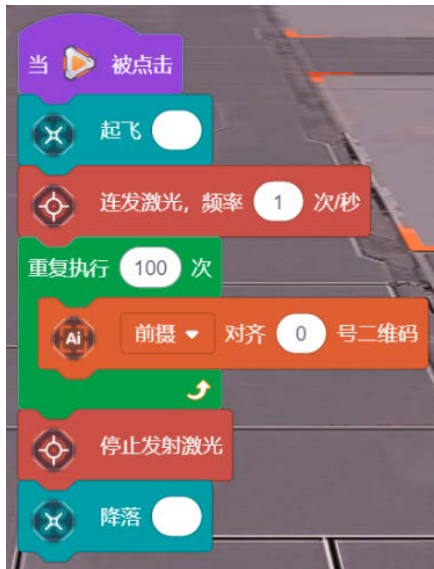 当 被点击
起飞
连发激光，频率 1 次/秒
重复执行 100 次
Ai 前摄 对齐 0 号二维码
停止发射激光
降落